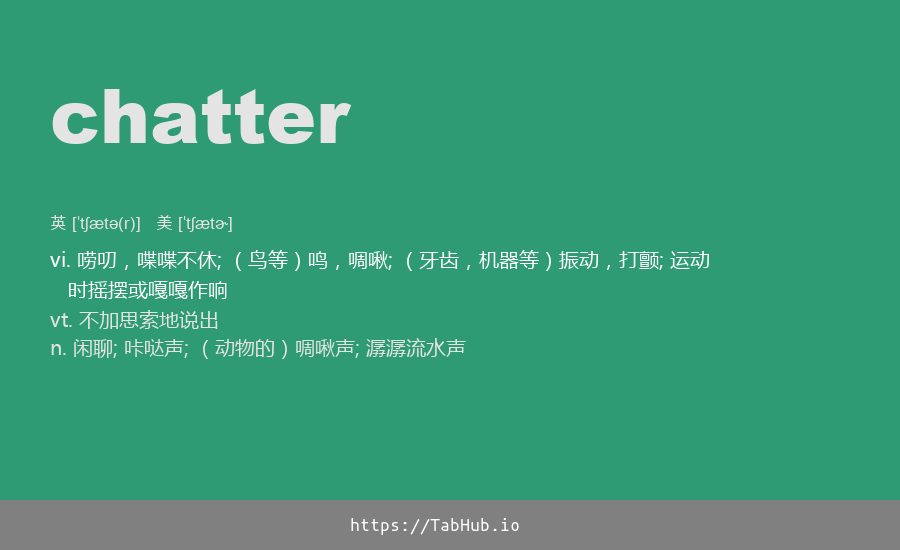 chatter
英 [ˈtʃætə(r)]   美 [ˈtʃætɚ]
vi. 唠叨，喋喋不休; （鸟等）鸣，啁啾; （牙齿，机器等）振动，打颤; 运动
时摇摆或嘎嘎作响
vt. 不加思索地说出
n. 闲聊; 咔哒声; （动物的）啁啾声; 潺潺流水声
https://TabHub.io